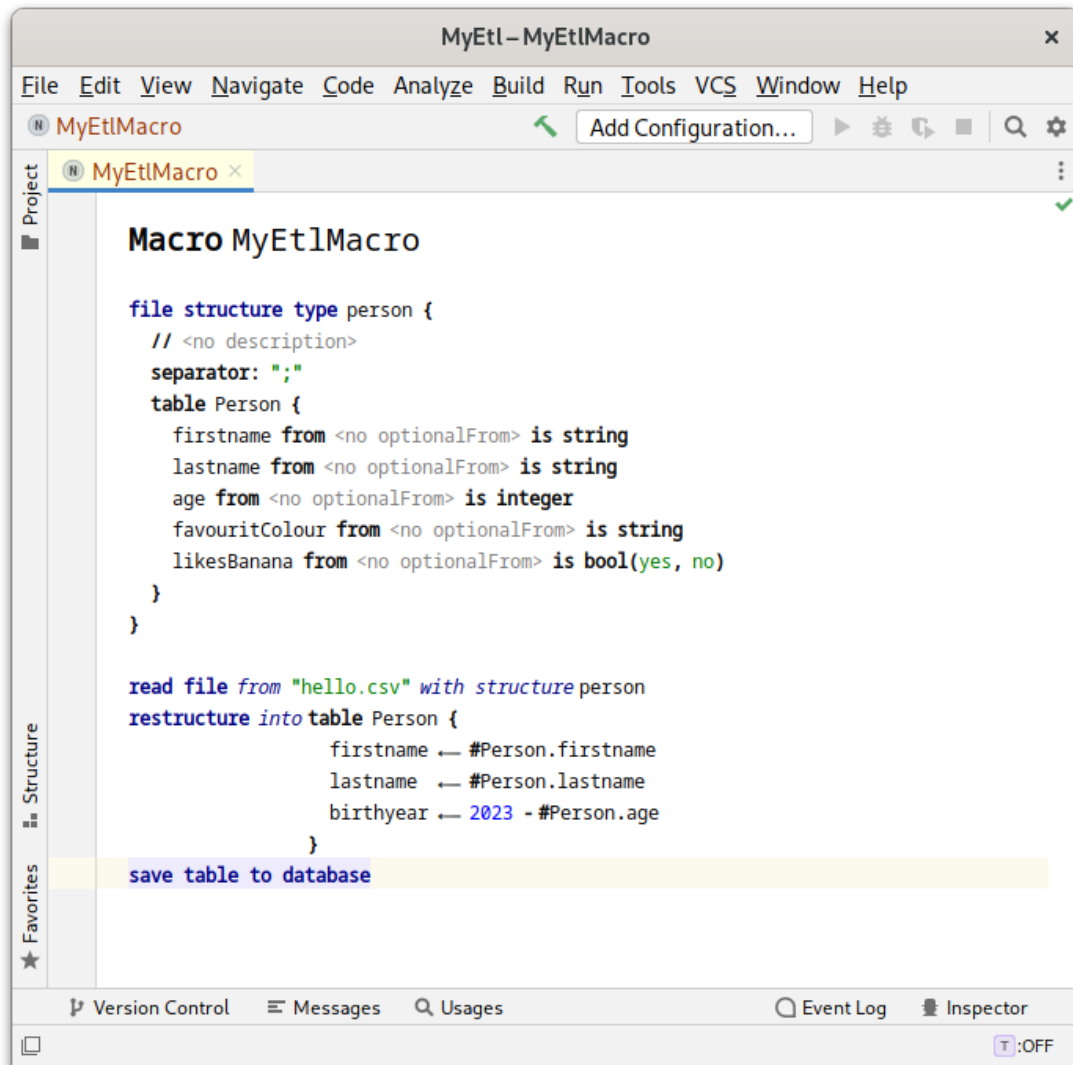 MyEtl – MyEtlMacro ×
File Edit View Navigate Code Analyze Build Run Tools VCS Window Help
N MyEtlMacro Add Configuration...
Project
N MyEtlMacro ×
Macro MyEtlMacro
file structure type person {
// <no description>
separator: ";"
table Person {
firstname from <no optionalFrom> is string
lastname from <no optionalFrom> is string
age from <no optionalFrom> is integer
favouritColour from <no optionalFrom> is string
likesBanana from <no optionalFrom> is bool(yes, no)
}
}
read file from "hello.csv" with structure person
restructure into table Person {
firstname ⟵ #Person.firstname
lastname ⟵ #Person.lastname
birthyear ⟵ 2023 - #Person.age
}
save table to database
Structure
Favorites
Version Control Messages Usages Event Log Inspector
T :OFF